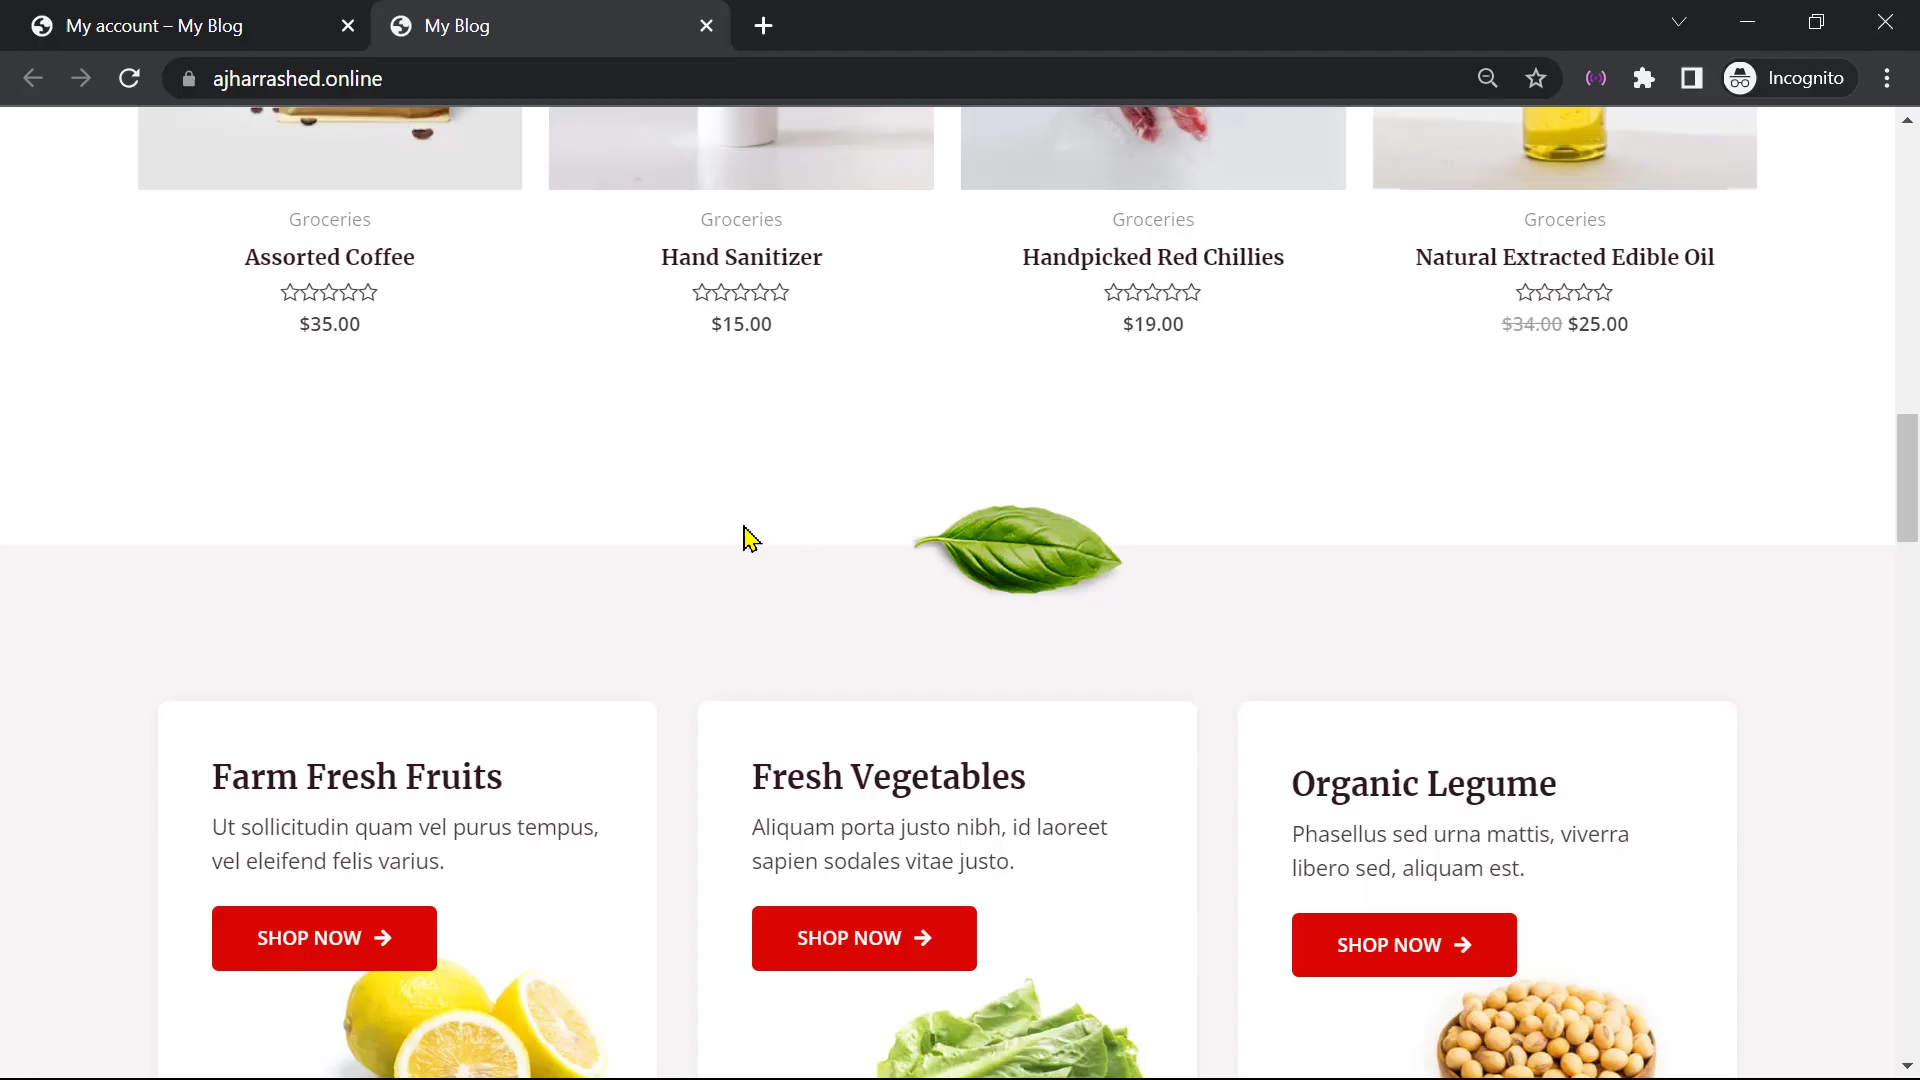 My account – My Blog
My Blog
ajharrashed.online
Incognito
Groceries
Groceries
Groceries
Groceries
Assorted Coffee
Hand Sanitizer
Handpicked Red Chillies
Natural Extracted Edible Oil
$35.00
$15.00
$19.00
$34.00 $25.00
Farm Fresh Fruits
Ut sollicitudin quam vel purus tempus,
vel eleifend felis varius.
SHOP NOW
Fresh Vegetables
Aliquam porta justo nibh, id laoreet
sapien sodales vitae justo.
SHOP NOW
Organic Legume
Phasellus sed urna mattis, viverra
libero sed, aliquam est.
SHOP NOW